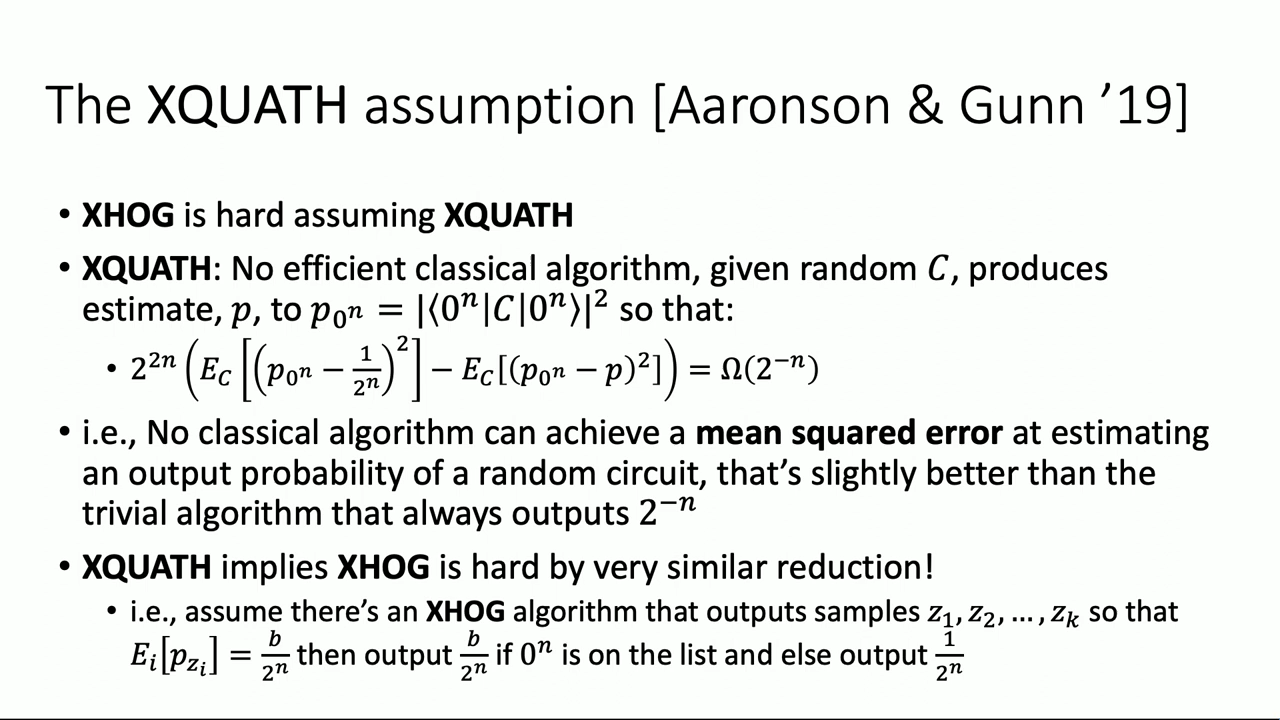 The XQUATH assumption [Aaronson & Gunn ’19]
• XHOG is hard assuming XQUATH
• XQUATH: No efficient classical algorithm, given random C, produces
estimate, p, to p_{0^n} = |⟨0^n|C|0^n⟩|^2 so that:
• 2^{2n} (E_C [(p_{0^n} − 1/2^n)^2] − E_C[(p_{0^n} − p)^2]) = Ω(2^{−n})
• i.e., No classical algorithm can achieve a mean squared error at estimating
an output probability of a random circuit, that’s slightly better than the
trivial algorithm that always outputs 2^{−n}
• XQUATH implies XHOG is hard by very similar reduction!
• i.e., assume there’s an XHOG algorithm that outputs samples z_1, z_2, … , z_k so that
E_i[p_{z_i}] = b/2^n then output b/2^n if 0^n is on the list and else output 1/2^n